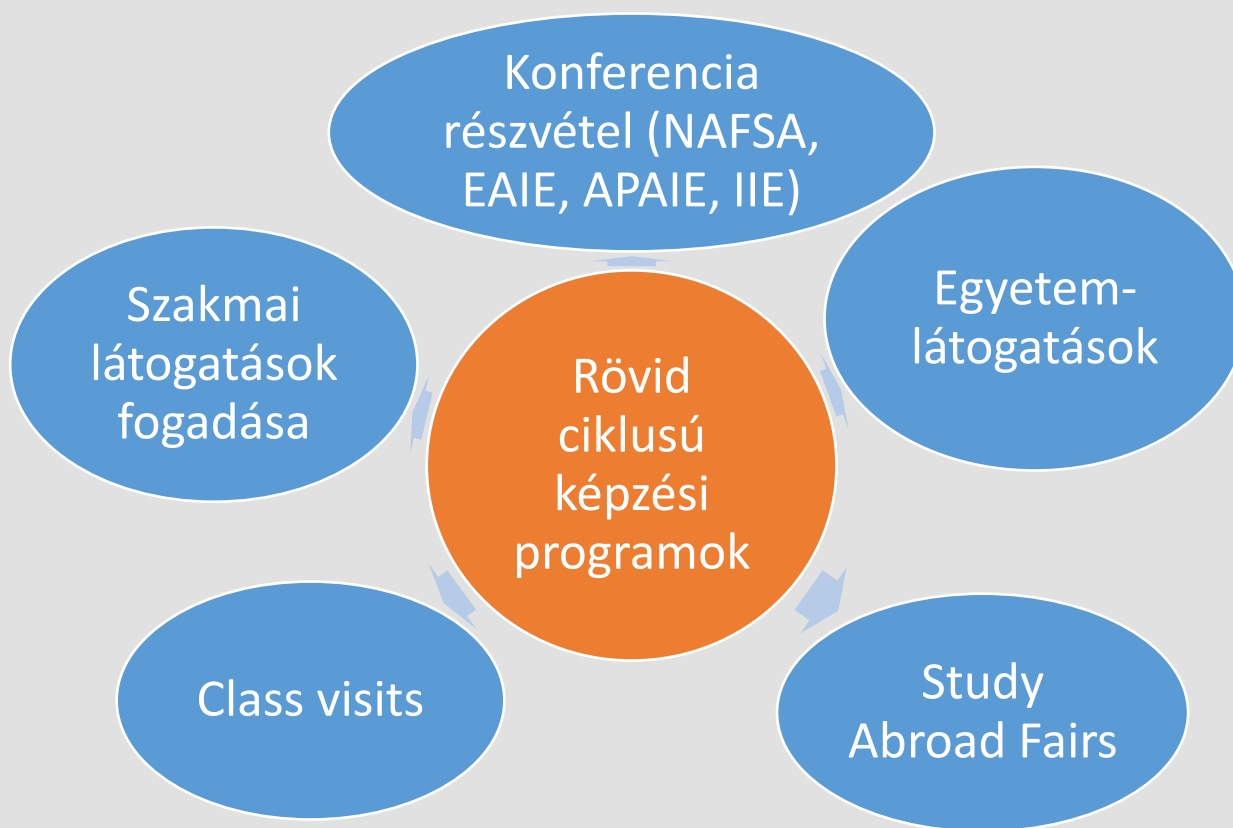 Konferencia
részvétel (NAFSA,
EAIE, APAIE, IIE)
Egyetem-
látogatások
Szakmai
látogatások
fogadása
Rövid
ciklusú
képzési
programok
Class visits
Study
Abroad Fairs